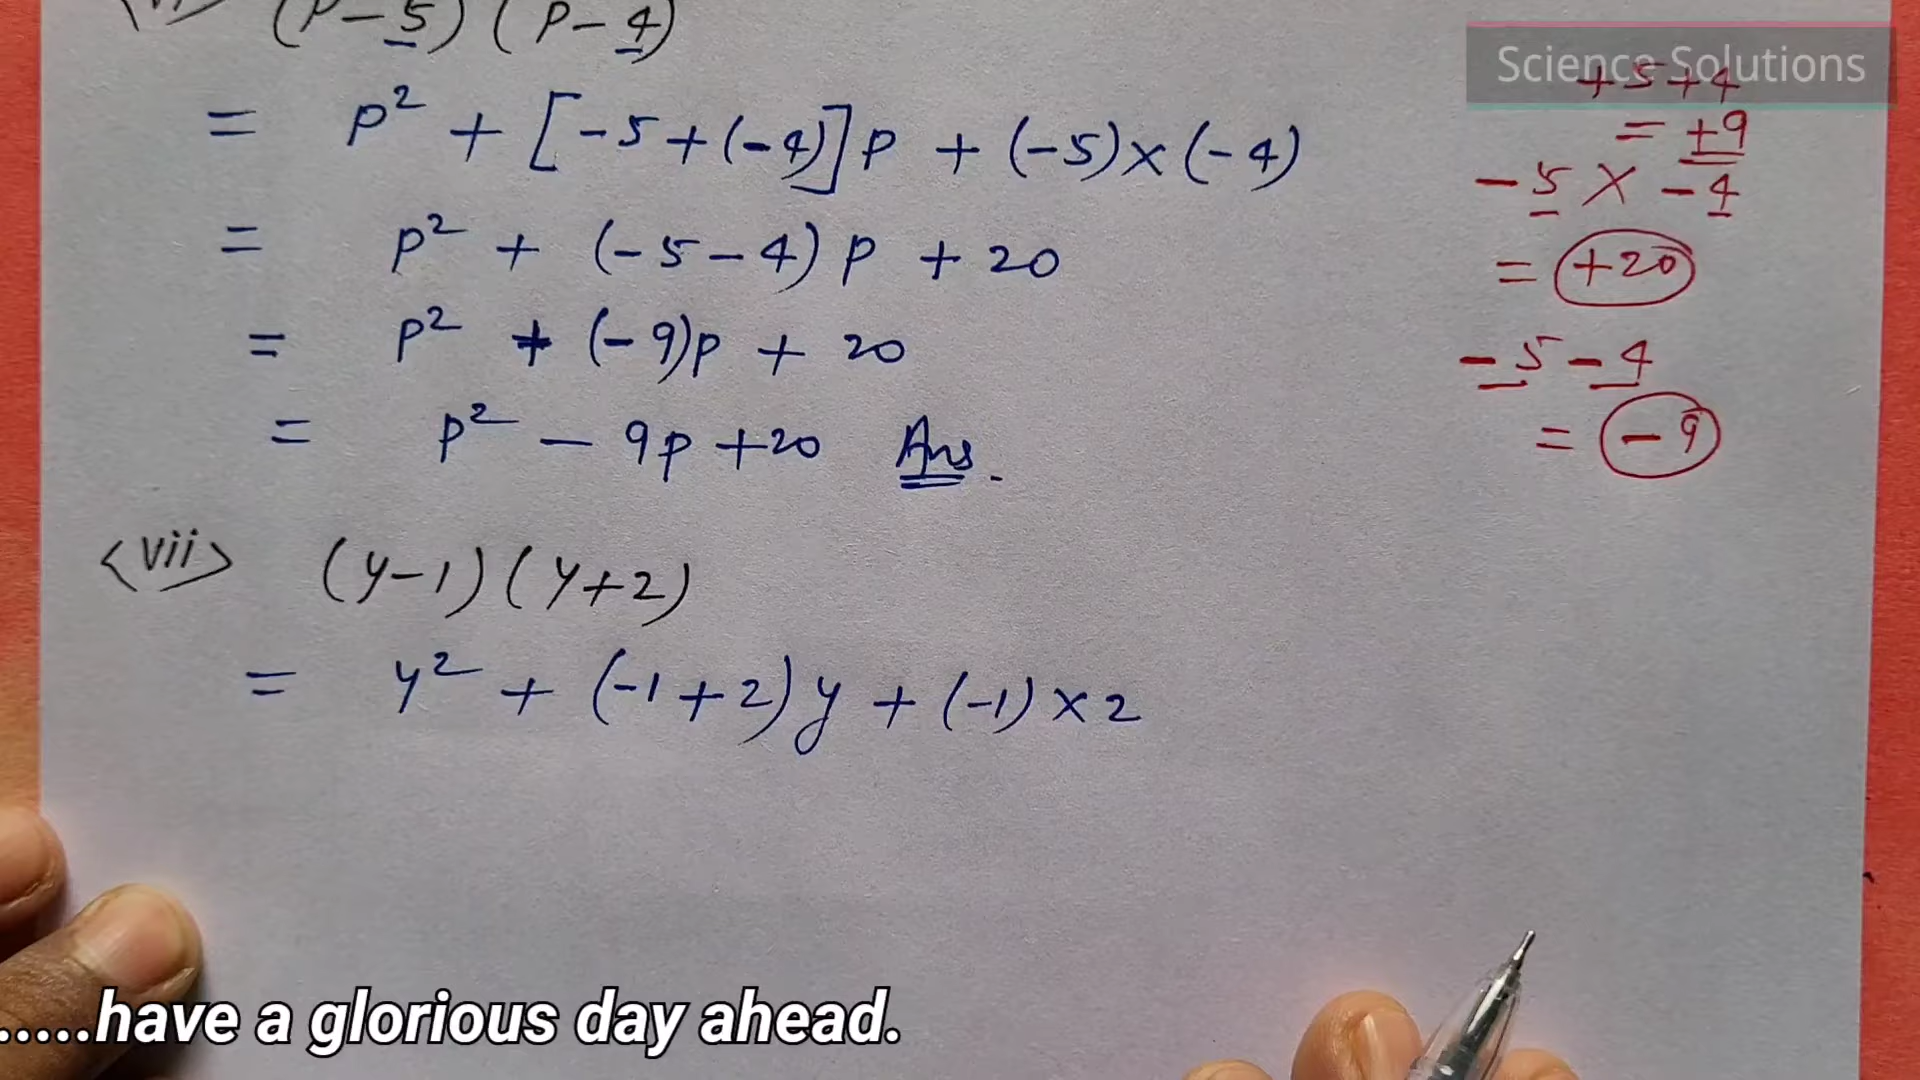 (p-5)(p-4)
= p² + [-5+(-4)]p + (-5)×(-4)
= p² + (-5-4)p + 20
= p² + (-9)p + 20
= p² - 9p + 20 Ans.
<vii> (y-1)(y+2)
= y² + (-1+2)y + (-1)×2
Science Solutions
+5+4
= +9
-5 × -4
= +20
-5-4
= -9
.....have a glorious day ahead.